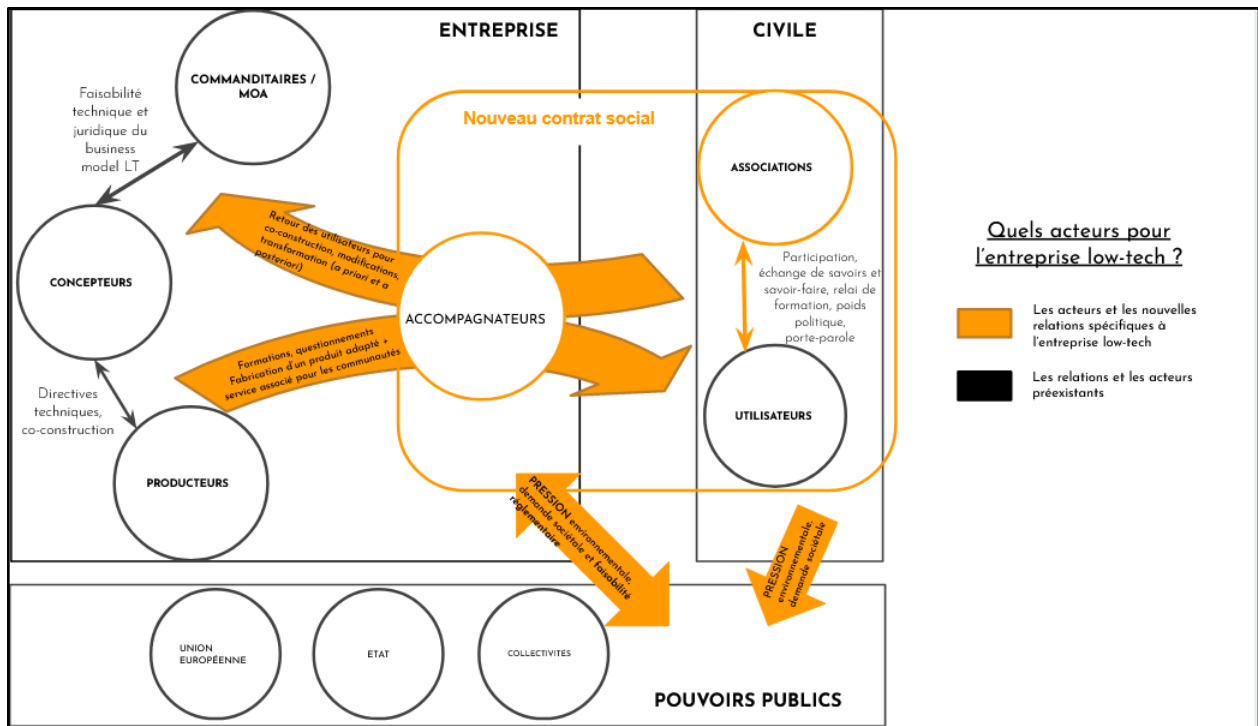 ENTREPRISE
CIVILE
COMMANDITAIRES /
MOA
Faisabilité
technique et
juridique du
business
model LT
Nouveau contrat social
ASSOCIATIONS
Retour des utilisateurs pour
co-construction, modifications,
transformation (a priori et a
posteriori)
CONCEPTEURS
ACCOMPAGNATEURS
Participation,
échange de savoirs et
savoir-faire, relai de
formation, poids
politique,
porte-parole
Formations, questionnements
Fabrication d'un produit adapté +
service associé pour les communautés
Directives
techniques,
co-construction
UTILISATEURS
PRODUCTEURS
PRESSION environnementale,
demande sociétale et faisabilité
réglementaire
PRESSION
environnementale,
demande sociétale
UNION
EUROPÉENNE
ETAT
COLLECTIVITÉS
POUVOIRS PUBLICS
Quels acteurs pour
l'entreprise low-tech ?
Les acteurs et les nouvelles
relations spécifiques à
l'entreprise low-tech
Les relations et les acteurs
préexistants